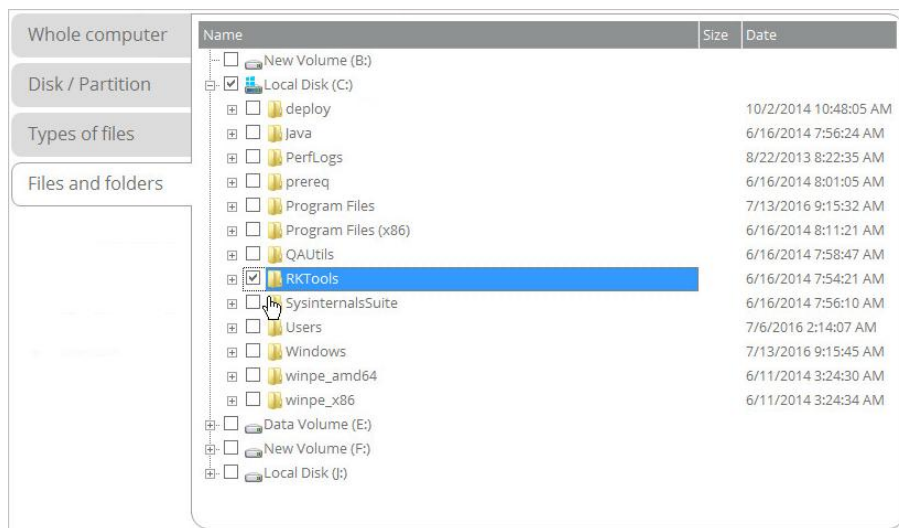 Whole computer
Disk / Partition
Types of files
Files and folders
Name Size Date
New Volume (B:)
Local Disk (C:)
deploy 10/2/2014 10:48:05 AM
Java 6/16/2014 7:56:24 AM
PerfLogs 8/22/2013 8:22:35 AM
prereq 6/16/2014 8:01:05 AM
Program Files 7/13/2016 9:15:32 AM
Program Files (x86) 6/16/2014 8:11:21 AM
QAUtils 6/16/2014 7:58:47 AM
RKTools 6/16/2014 7:54:21 AM
SysinternalsSuite 6/16/2014 7:56:10 AM
Users 7/6/2016 2:14:07 AM
Windows 7/13/2016 9:15:45 AM
winpe_amd64 6/11/2014 3:24:30 AM
winpe_x86 6/11/2014 3:24:34 AM
Data Volume (E:)
New Volume (F:)
Local Disk (J:)